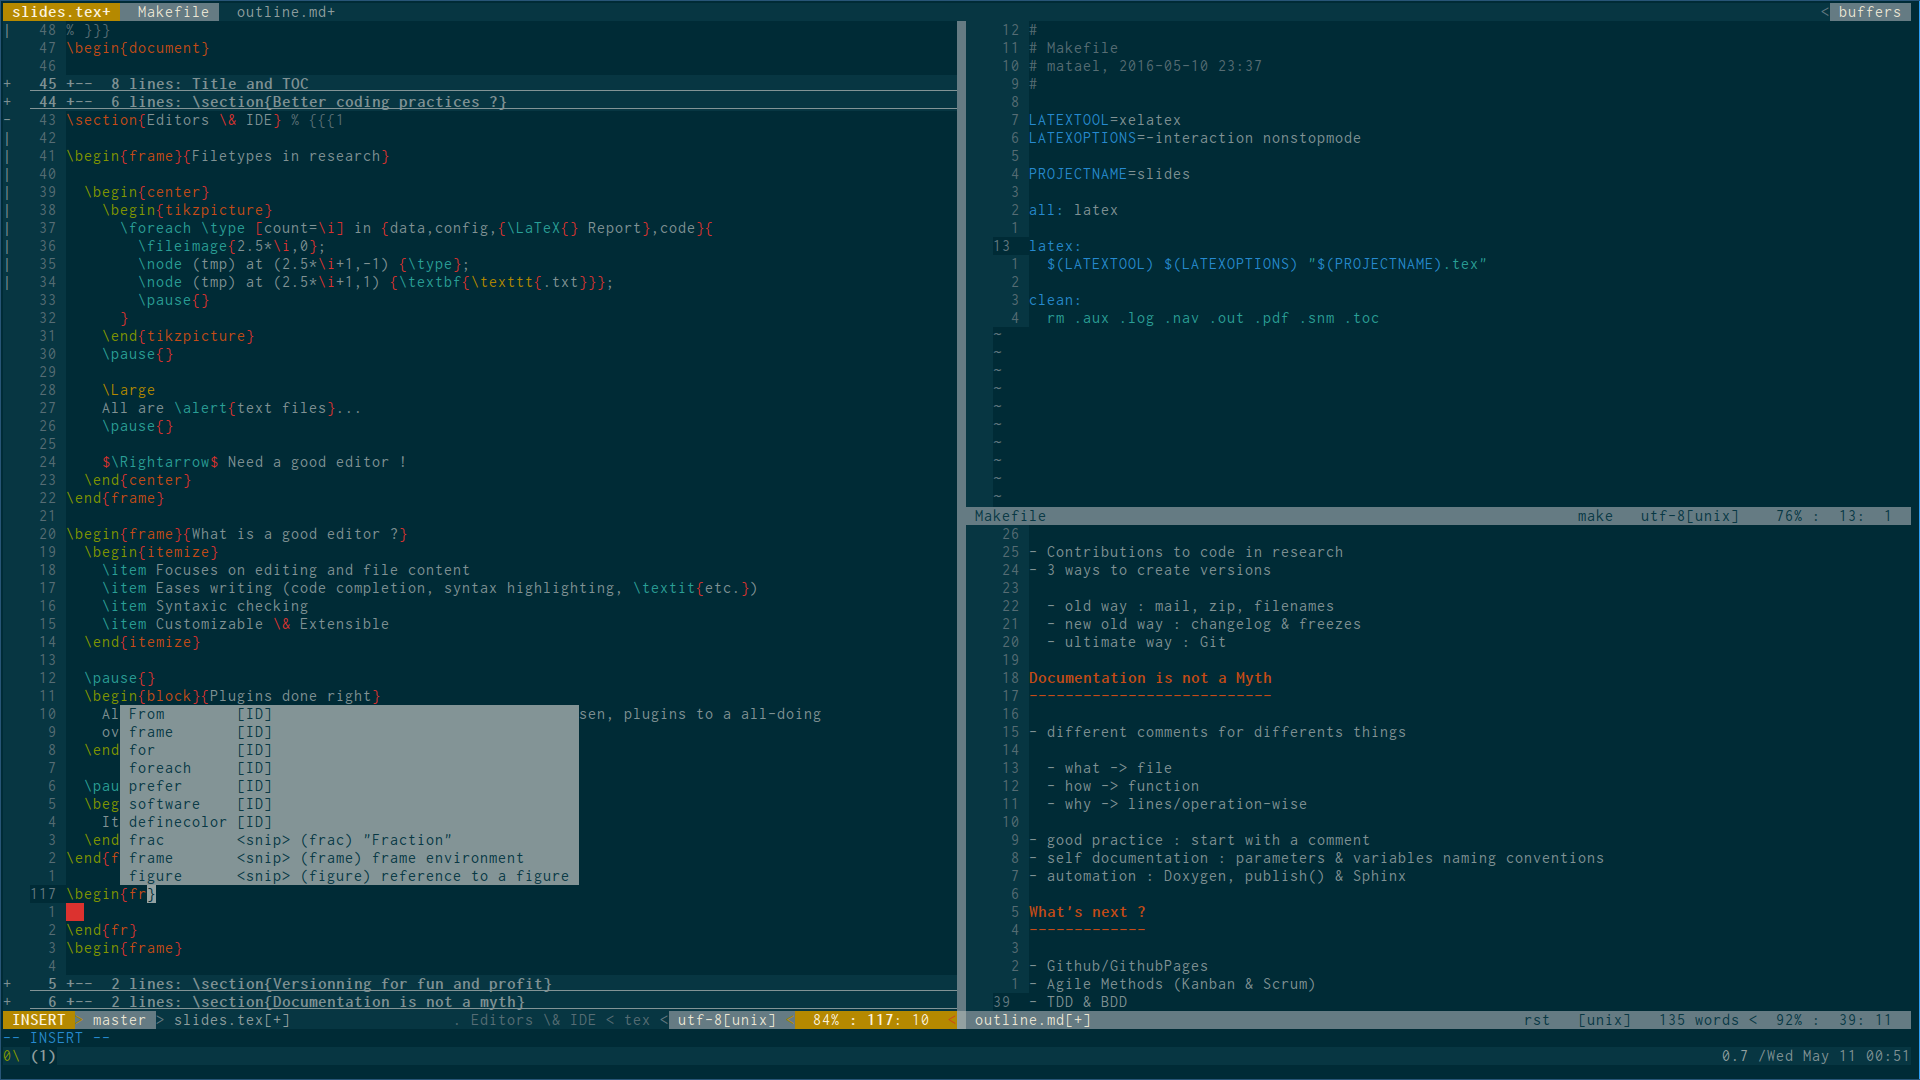 slides.tex+ Makefile outline.md+ < buffers
| 48 % }}}
47 \begin{document}
46
+ 45 +-- 8 lines: Title and TOC
+ 44 +-- 6 lines: \section{Better coding practices ?}
- 43 \section{Editors \& IDE} % {{{1
| 42
| 41 \begin{frame}{Filetypes in research}
| 40
| 39 \begin{center}
| 38 \begin{tikzpicture}
| 37 \foreach \type [count=\i] in {data,config,{\LaTeX{} Report},code}{
| 36 \fileimage{2.5*\i,0};
| 35 \node (tmp) at (2.5*\i+1,-1) {\type};
| 34 \node (tmp) at (2.5*\i+1,1) {\textbf{\texttt{.txt}}};
33 \pause{}
32 }
31 \end{tikzpicture}
30 \pause{}
29
28 \Large
27 All are \alert{text files}...
26 \pause{}
25
24 $\Rightarrow$ Need a good editor !
23 \end{center}
22 \end{frame}
21
20 \begin{frame}{What is a good editor ?}
19 \begin{itemize}
18 \item Focuses on editing and file content
17 \item Eases writing (code completion, syntax highlighting, \textit{etc.})
16 \item Syntaxic checking
15 \item Customizable \& Extensible
14 \end{itemize}
13
12 \pause{}
11 \begin{block}{Plugins done right}
10 Al From [ID] sen, plugins to a all-doing
9 ov frame [ID]
8 \end for [ID]
7 foreach [ID]
6 \pau prefer [ID]
5 \beg software [ID]
4 It definecolor [ID]
3 \end frac <snip> (frac) "Fraction"
2 \end{f frame <snip> (frame) frame environment
1 figure <snip> (figure) reference to a figure
117 \begin{fr}
1
2 \end{fr}
3 \begin{frame}
4
+ 5 +-- 2 lines: \section{Versionning for fun and profit}
+ 6 +-- 2 lines: \section{Documentation is not a myth}
INSERT > master > slides.tex[+] . Editors \& IDE < tex < utf-8[unix] < 84% : 117: 10 <
-- INSERT --
0\ (1)
12 #
11 # Makefile
10 # matael, 2016-05-10 23:37
9 #
8
7 LATEXTOOL=xelatex
6 LATEXOPTIONS=-interaction nonstopmode
5
4 PROJECTNAME=slides
3
2 all: latex
1
13 latex:
1 $(LATEXTOOL) $(LATEXOPTIONS) "$(PROJECTNAME).tex"
2
3 clean:
4 rm .aux .log .nav .out .pdf .snm .toc
~
~
~
~
~
~
~
~
~
~
Makefile make utf-8[unix] 76% : 13: 1
26
25 - Contributions to code in research
24 - 3 ways to create versions
23
22 - old way : mail, zip, filenames
21 - new old way : changelog & freezes
20 - ultimate way : Git
19
18 Documentation is not a Myth
17 ---------------------------
16
15 - different comments for differents things
14
13 - what -> file
12 - how -> function
11 - why -> lines/operation-wise
10
9 - good practice : start with a comment
8 - self documentation : parameters & variables naming conventions
7 - automation : Doxygen, publish() & Sphinx
6
5 What's next ?
4 -------------
3
2 - Github/GithubPages
1 - Agile Methods (Kanban & Scrum)
39 - TDD & BDD
outline.md[+] rst [unix] 135 words < 92% : 39: 11
0.7 /Wed May 11 00:51